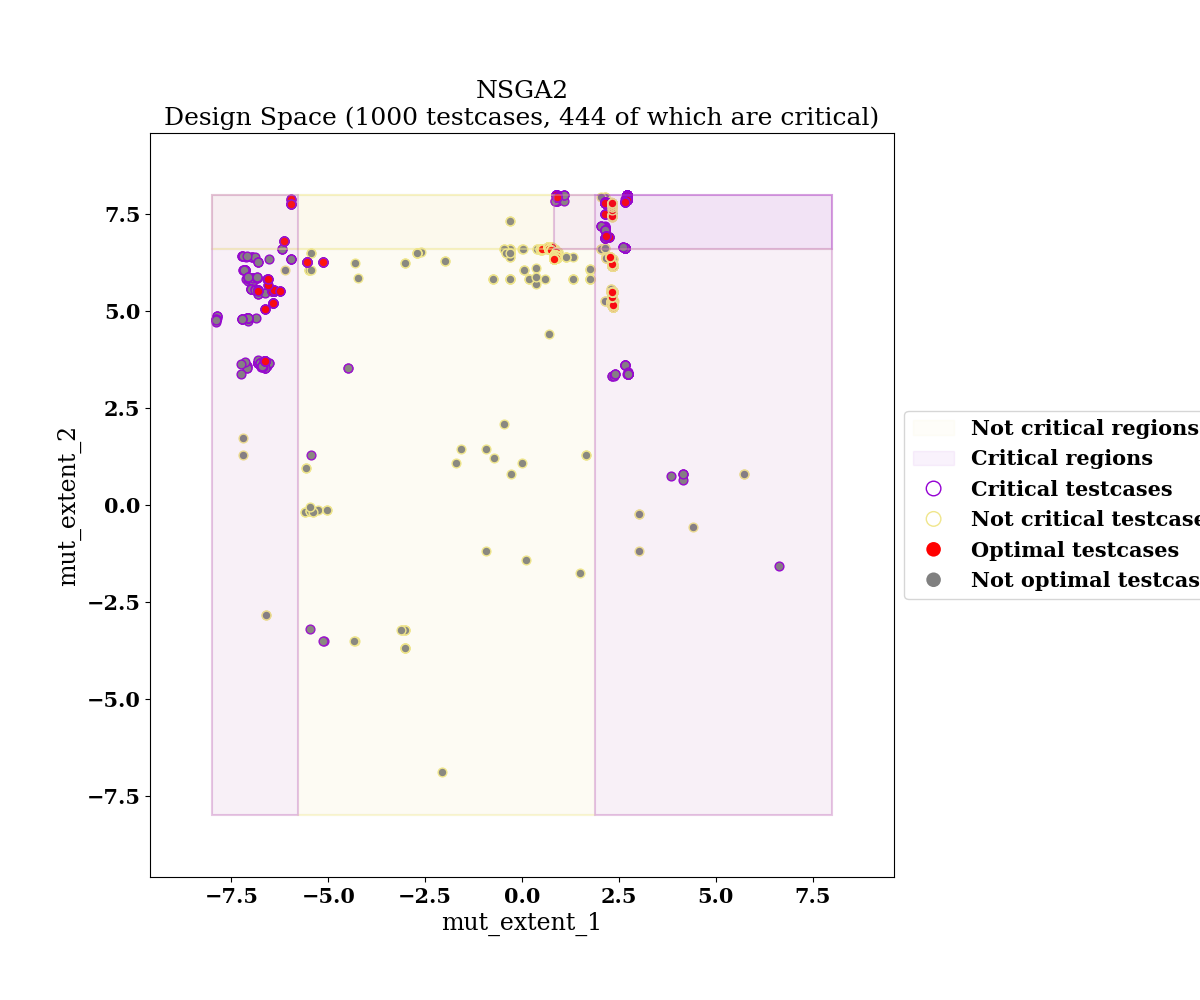 NSGA2
Design Space (1000 testcases, 444 of which are critical)
7.5
5.0
2.5
0.0
−2.5
−5.0
−7.5
mut_extent_2
−7.5 −5.0 −2.5 0.0 2.5 5.0 7.5
mut_extent_1
Not critical regions
Critical regions
Critical testcases
Not critical testcase
Optimal testcases
Not optimal testcas